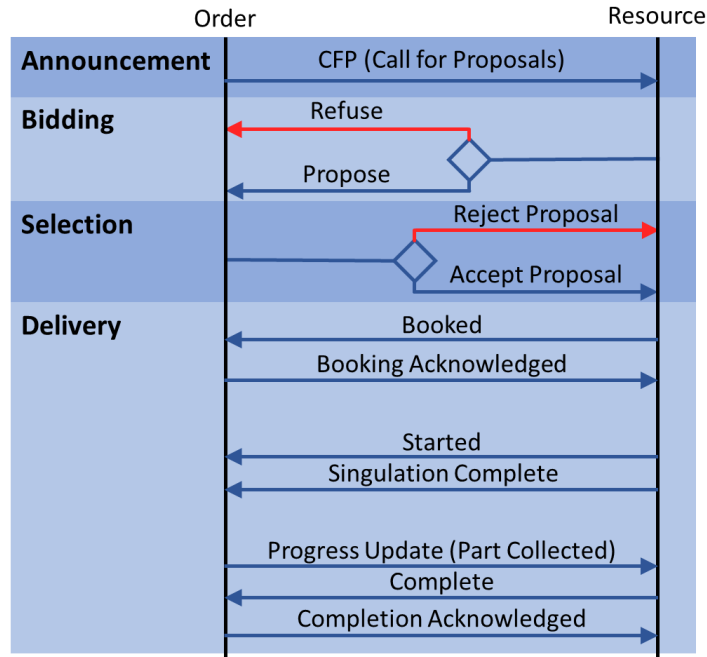 Order
Resource
Announcement
CFP (Call for Proposals)
Bidding
Refuse
Propose
Selection
Reject Proposal
Accept Proposal
Delivery
Booked
Booking Acknowledged
Started
Singulation Complete
Progress Update (Part Collected)
Complete
Completion Acknowledged